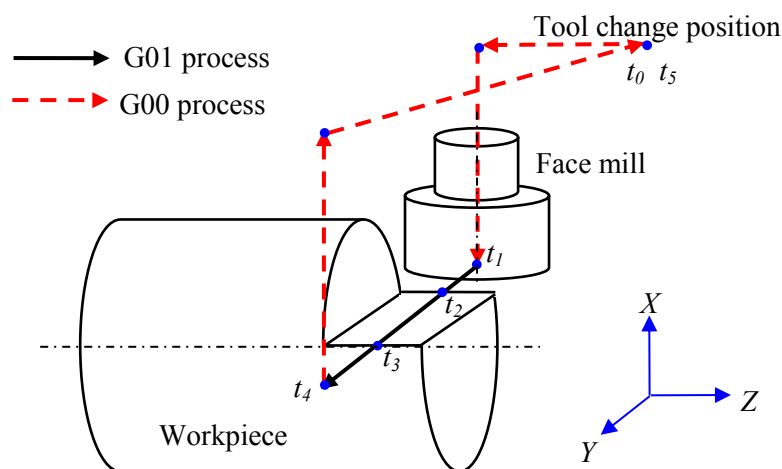 Tool change position
G01 process
t0 t5
G00 process
Face mill
t1
t2
t3
X
t4
Z
Workpiece
Y